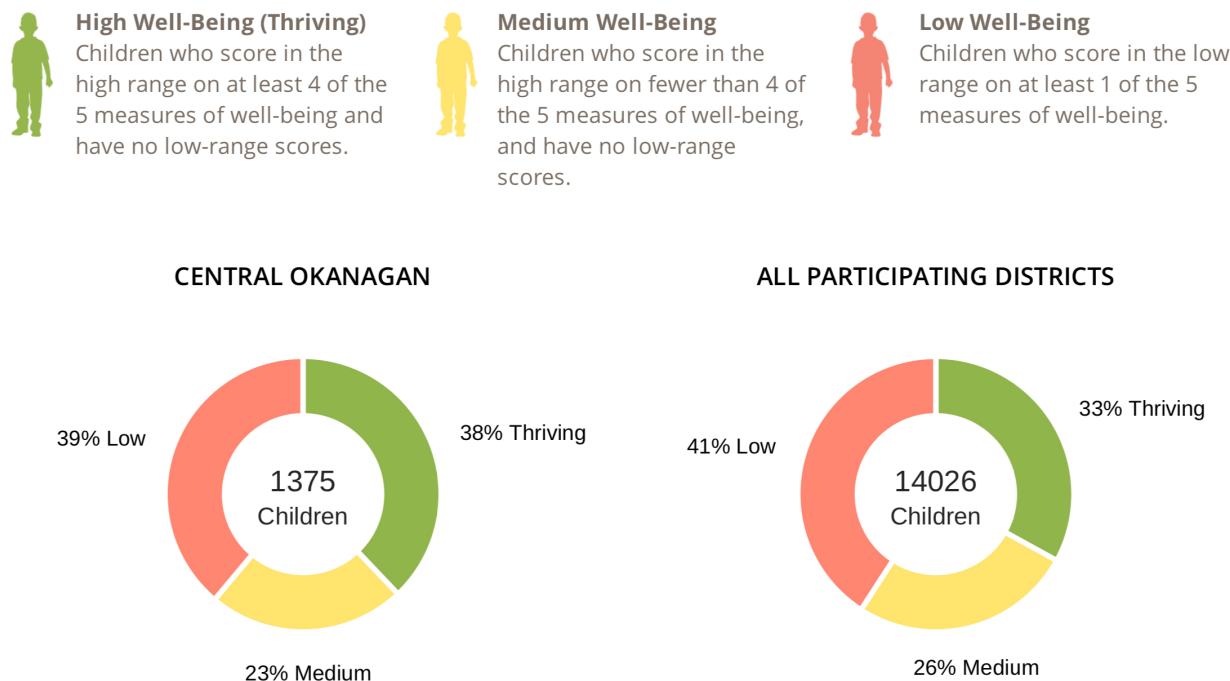 High Well-Being (Thriving)
Children who score in the
high range on at least 4 of the
5 measures of well-being and
have no low-range scores.
Medium Well-Being
Children who score in the
high range on fewer than 4 of
the 5 measures of well-being,
and have no low-range
scores.
Low Well-Being
Children who score in the low
range on at least 1 of the 5
measures of well-being.
CENTRAL OKANAGAN
39% Low
38% Thriving
1375
Children
23% Medium
ALL PARTICIPATING DISTRICTS
33% Thriving
41% Low
14026
Children
26% Medium